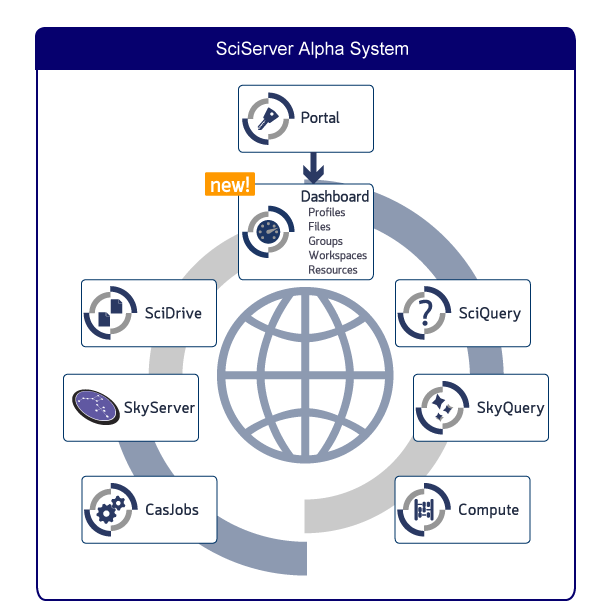 SciServer Alpha System
Portal
new!
Dashboard
Profiles
Files
Groups
Workspaces
Resources
SciDrive
SciQuery
SkyServer
SkyQuery
CasJobs
Compute